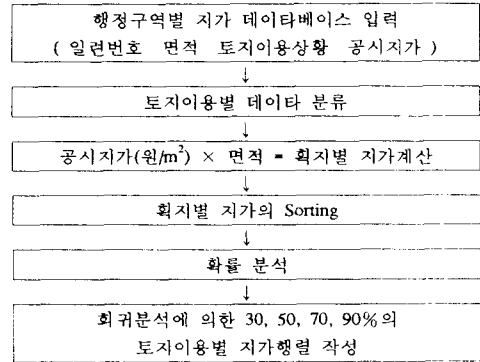 행정구역별 지가 데이타베이스 입력
( 일련번호 면적 토지이용상황 공시지가 )
↓
토지이용별 데이타 분류
↓
공시지가(원/m²) × 면적 = 획지별 지가계산
↓
획지별 지가의 Sorting
↓
확률 분석
↓
회귀분석에 의한 30, 50, 70, 90%의
토지이용별 지가행렬 작성